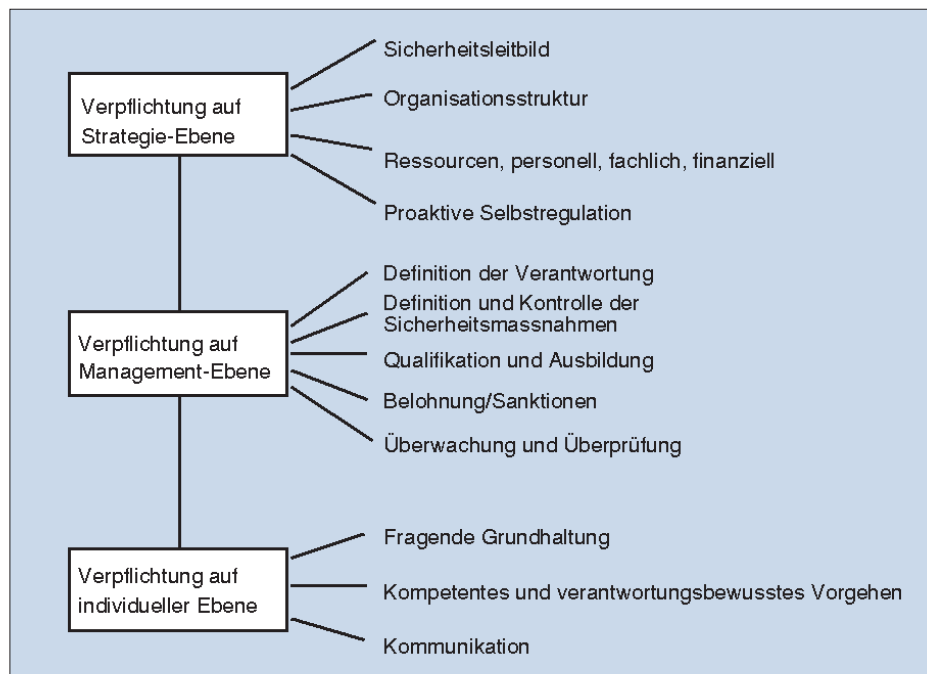 Verpflichtung auf
Strategie-Ebene
Sicherheitsleitbild
Organisationsstruktur
Ressourcen, personell, fachlich, finanziell
Proaktive Selbstregulation
Verpflichtung auf
Management-Ebene
Definition der Verantwortung
Definition und Kontrolle der
Sicherheitsmassnahmen
Qualifikation und Ausbildung
Belohnung/Sanktionen
Überwachung und Überprüfung
Verpflichtung auf
individueller Ebene
Fragende Grundhaltung
Kompetentes und verantwortungsbewusstes Vorgehen
Kommunikation